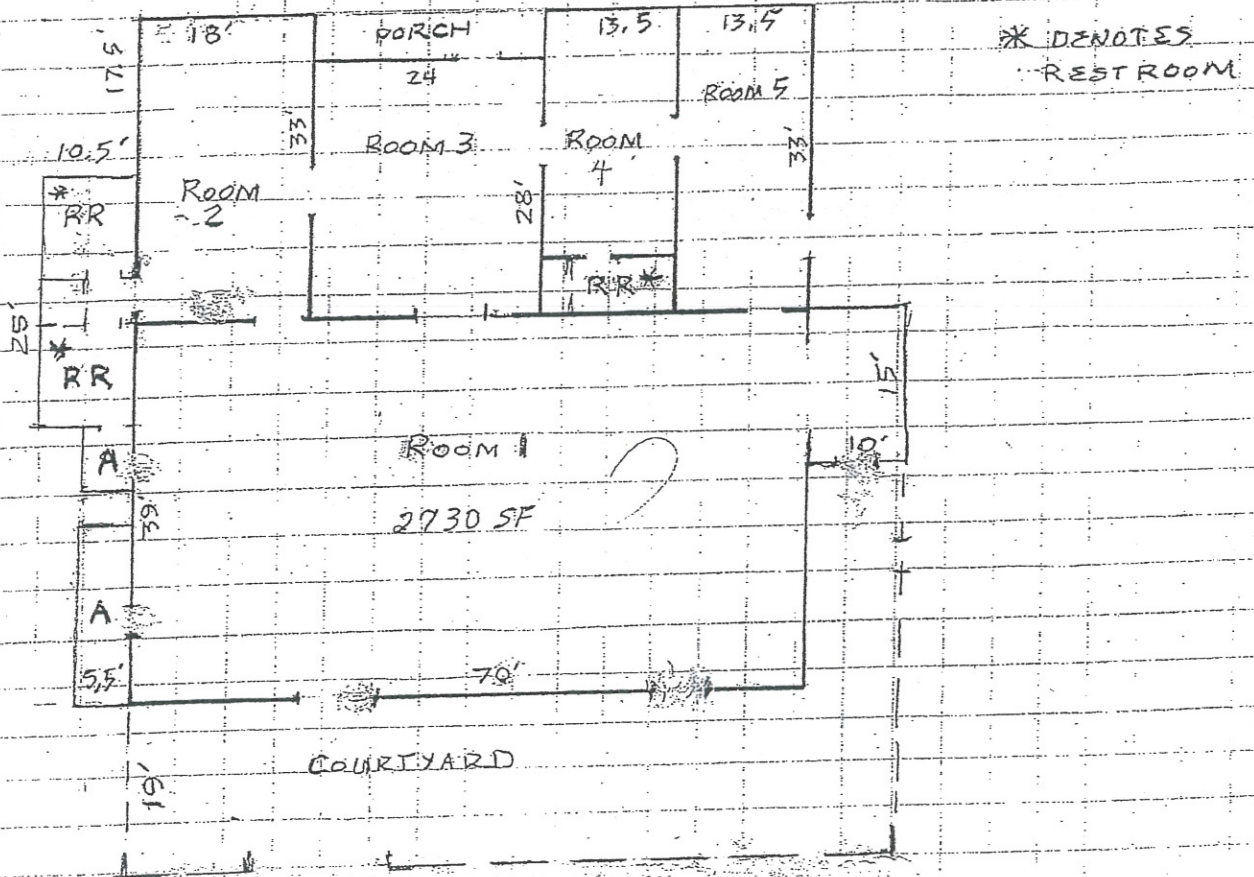 18'
PORCH
13.5
13.5
* DENOTES
REST ROOM
17.5'
24
ROOM 5
33'
10.5'
ROOM 3
ROOM
4
33'
* RR
ROOM
2
28'
RR *
25'
*
RR
15'
A
ROOM 1
10'
39'
2730 SF
A
5.5'
70'
COURTYARD
19'